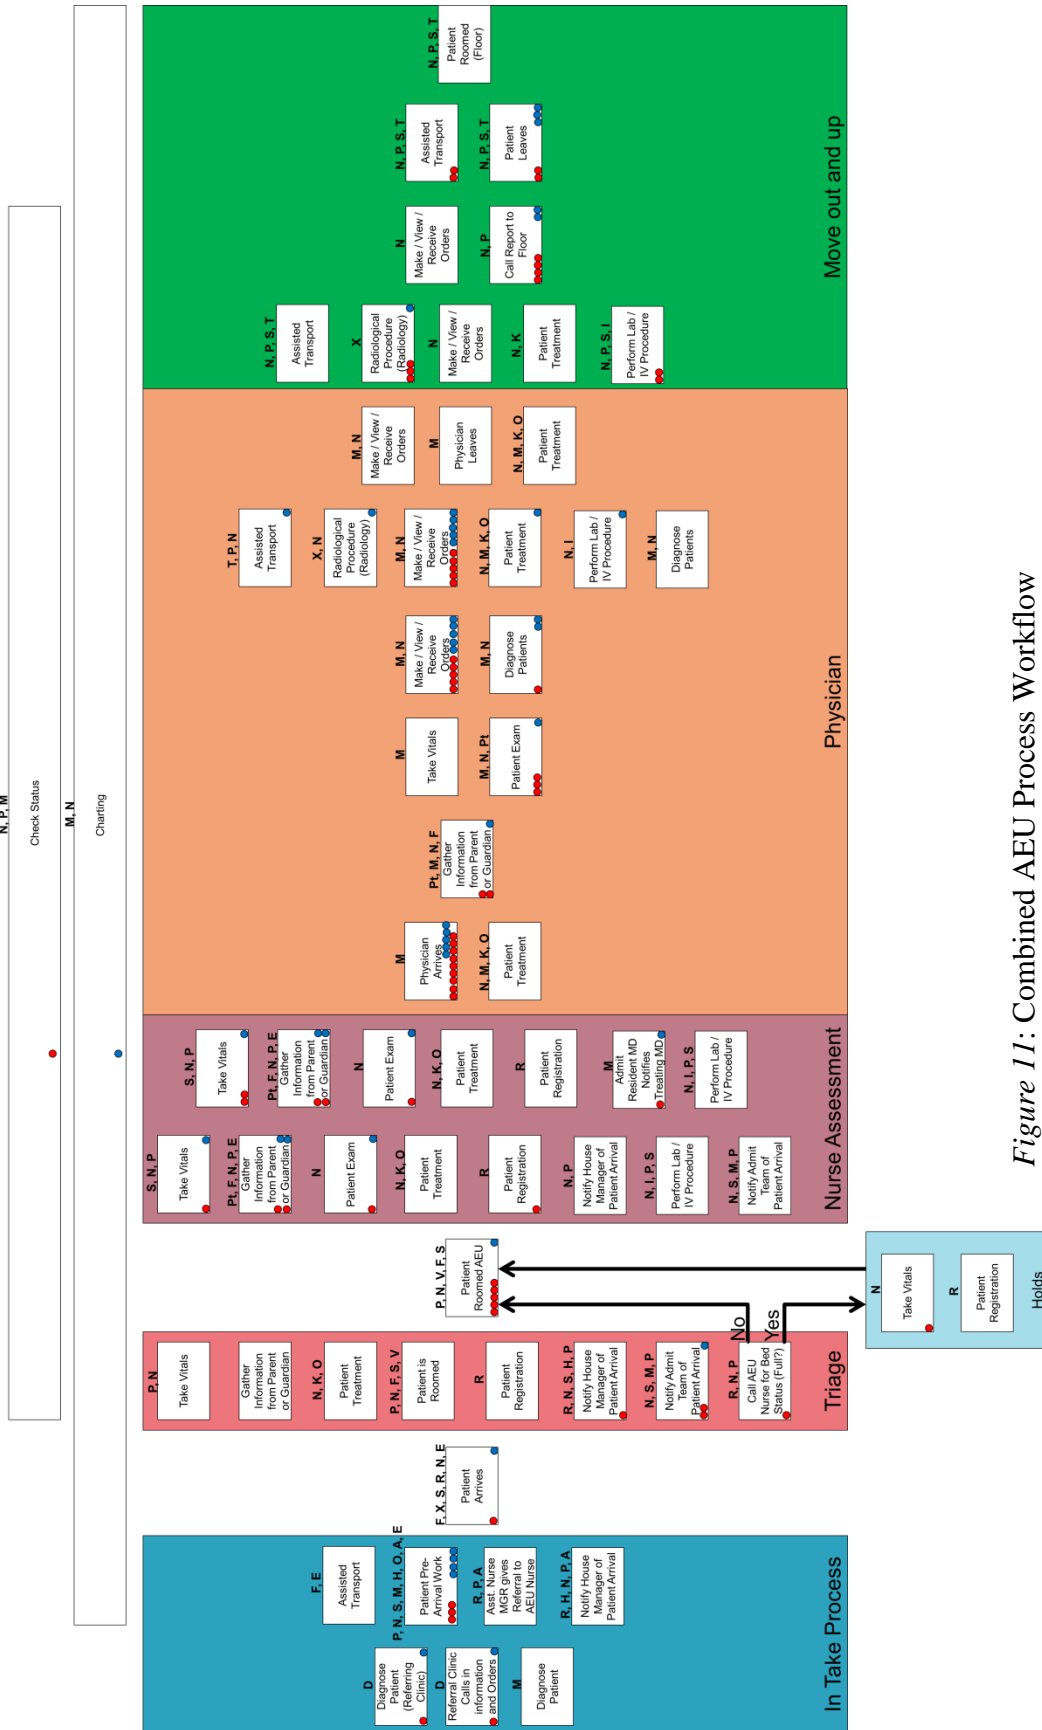 N, P, M
Check Status
M, N
Charting
D
Diagnose
Patient
(Referring
Clinic)
D
Referral Clinic
Calls in
information
and Orders
M
Diagnose
Patient
F, E
Assisted
Transport
P, N, S, M, H, O, A, E
Patient Pre-
Arrival Work
R, P, A
Asst. Nurse
MGR gives
Referral to
AEU Nurse
R, H, N, P, A
Notify House
Manager of
Patient Arrival
In Take Process
F, X, S, R, N, E
Patient
Arrives
P, N
Take Vitals
Gather
Information
from Parent
or Guardian
N, K, O
Patient
Treatment
P, N, F, S, V
Patient is
Roomed
R
Patient
Registration
R, N, S, H, P
Notify House
Manager of
Patient Arrival
N, S, M, P
Notify Admit
Team of
Patient Arrival
R, N, P
Call AEU
Nurse for Bed
Status (Full?)
Triage
No
Yes
P, N, V, F, S
Patient
Roomed AEU
N
Take Vitals
R
Patient
Registration
Holds
S, N, P
Take Vitals
Pt, F, N, P, E
Gather
Information
from Parent
or Guardian
N
Patient Exam
N, K, O
Patient
Treatment
R
Patient
Registration
N, P
Notify House
Manager of
Patient Arrival
N, I, P, S
Perform Lab /
IV Procedure
N, S, M, P
Notify Admit
Team of
Patient Arrival
S, N, P
Take Vitals
Pt, F, N, P, E
Gather
Information
from Parent
or Guardian
N
Patient Exam
N, K, O
Patient
Treatment
R
Patient
Registration
M
Admit
Resident MD
Notifies
Treating MD
N, I, P, S
Perform Lab /
IV Procedure
Nurse Assessment
M
Physician
Arrives
N, M, K, O
Patient
Treatment
Pt, M, N, F
Gather
Information
from Parent
or Guardian
M
Take Vitals
M, N, Pt
Patient Exam
M, N
Make / View /
Receive
Orders
M, N
Diagnose
Patients
T, P, N
Assisted
Transport
X, N
Radiological
Procedure
(Radiology)
M, N
Make / View /
Receive
Orders
N, M, K, O
Patient
Treatment
N, I
Perform Lab /
IV Procedure
M, N
Diagnose
Patients
M, N
Make / View /
Receive
Orders
M
Physician
Leaves
N, M, K, O
Patient
Treatment
Physician
N, P, S, T
Assisted
Transport
X
Radiological
Procedure
(Radiology)
N
Make / View /
Receive
Orders
N, K
Patient
Treatment
N, P, S, I
Perform Lab /
IV Procedure
N
Make / View /
Receive
Orders
N, P
Call Report to
Floor
N, P, S, T
Assisted
Transport
N, P, S, T
Patient
Leaves
N, P, S, T
Patient
Roomed
(Floor)
Move out and up
Figure 11: Combined AEU Process Workflow